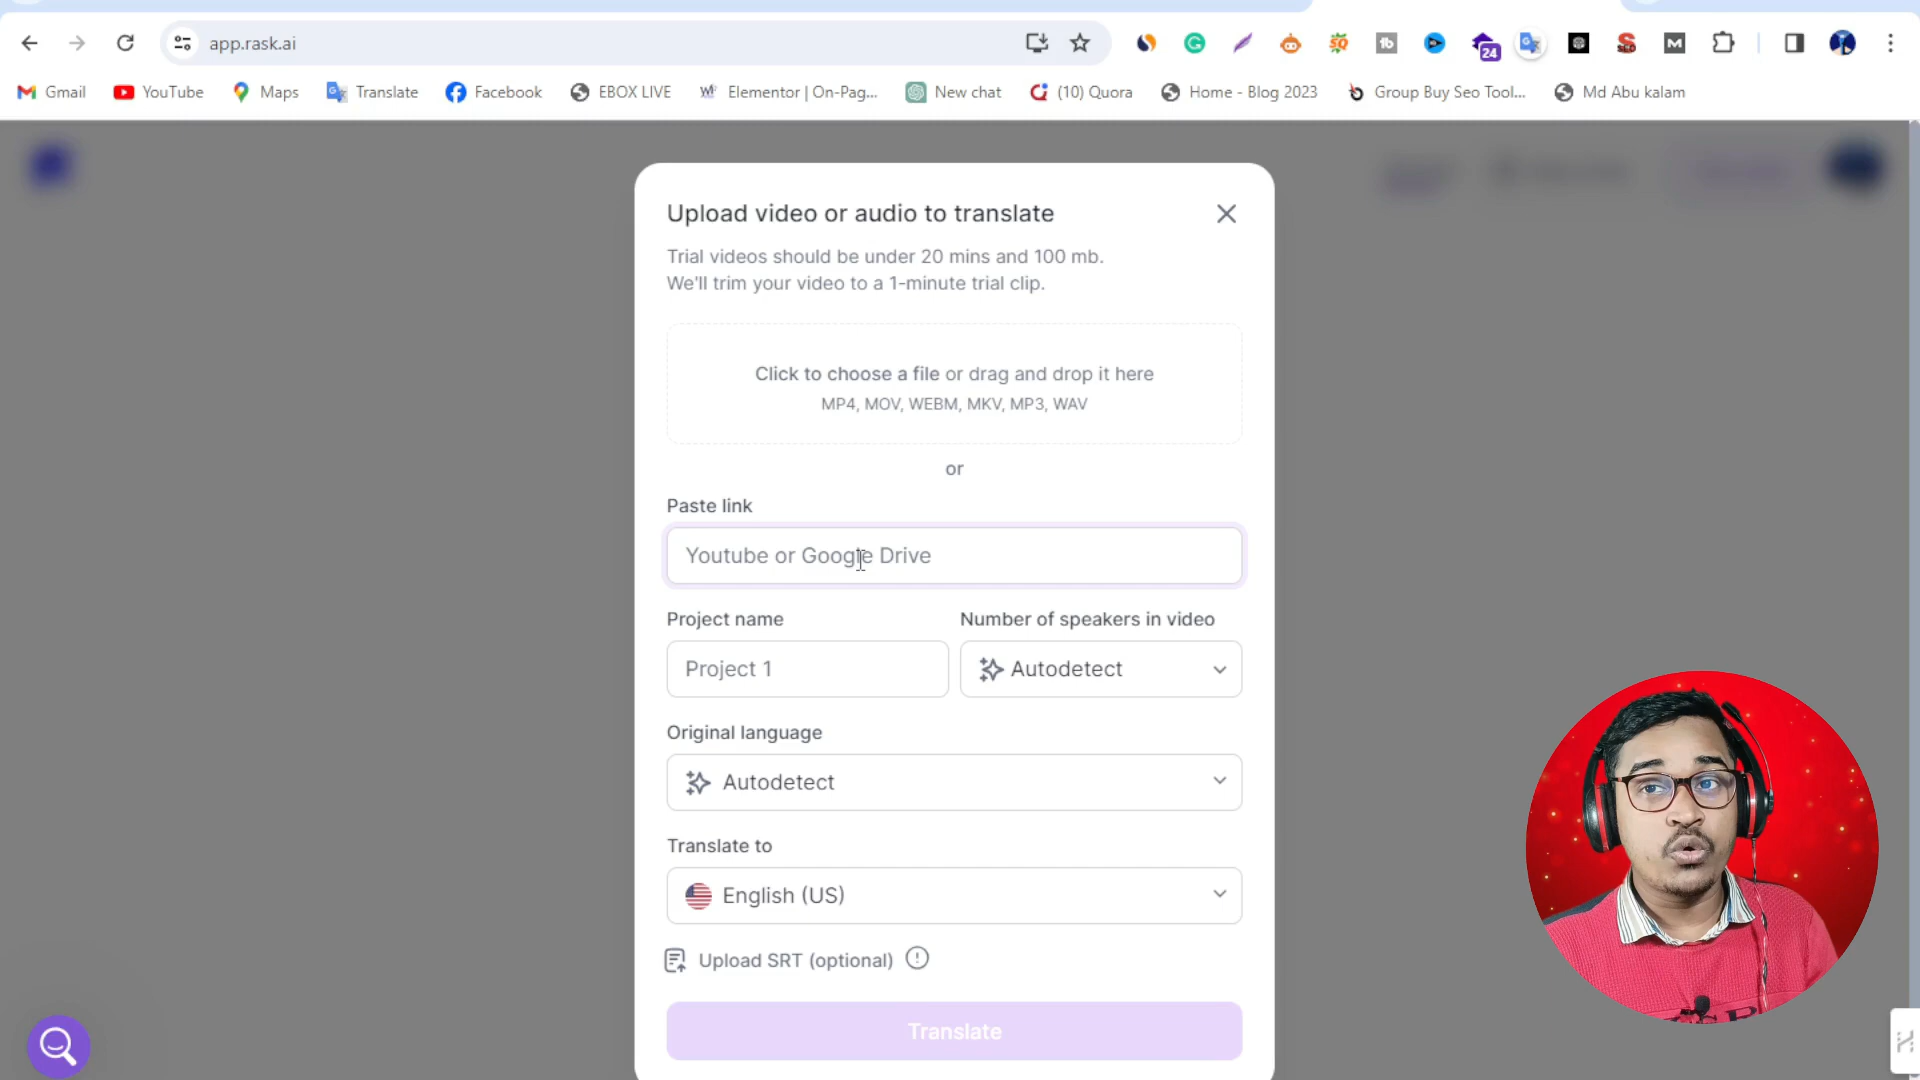 app.rask.ai
24
Gmail
YouTube
Maps
Translate
Facebook
EBOX LIVE
Elementor | On-Pag...
New chat
(10) Quora
Home - Blog 2023
Group Buy Seo Tool...
Md Abu kalam
Upload video or audio to translate
Trial videos should be under 20 mins and 100 mb.
We'll trim your video to a 1-minute trial clip.
Click to choose a file or drag and drop it here
MP4, MOV, WEBM, MKV, MP3, WAV
or
Paste link
Youtube or Google Drive
Project name
Number of speakers in video
Project 1
Autodetect
Original language
Autodetect
Translate to
English (US)
Upload SRT (optional)
Translate